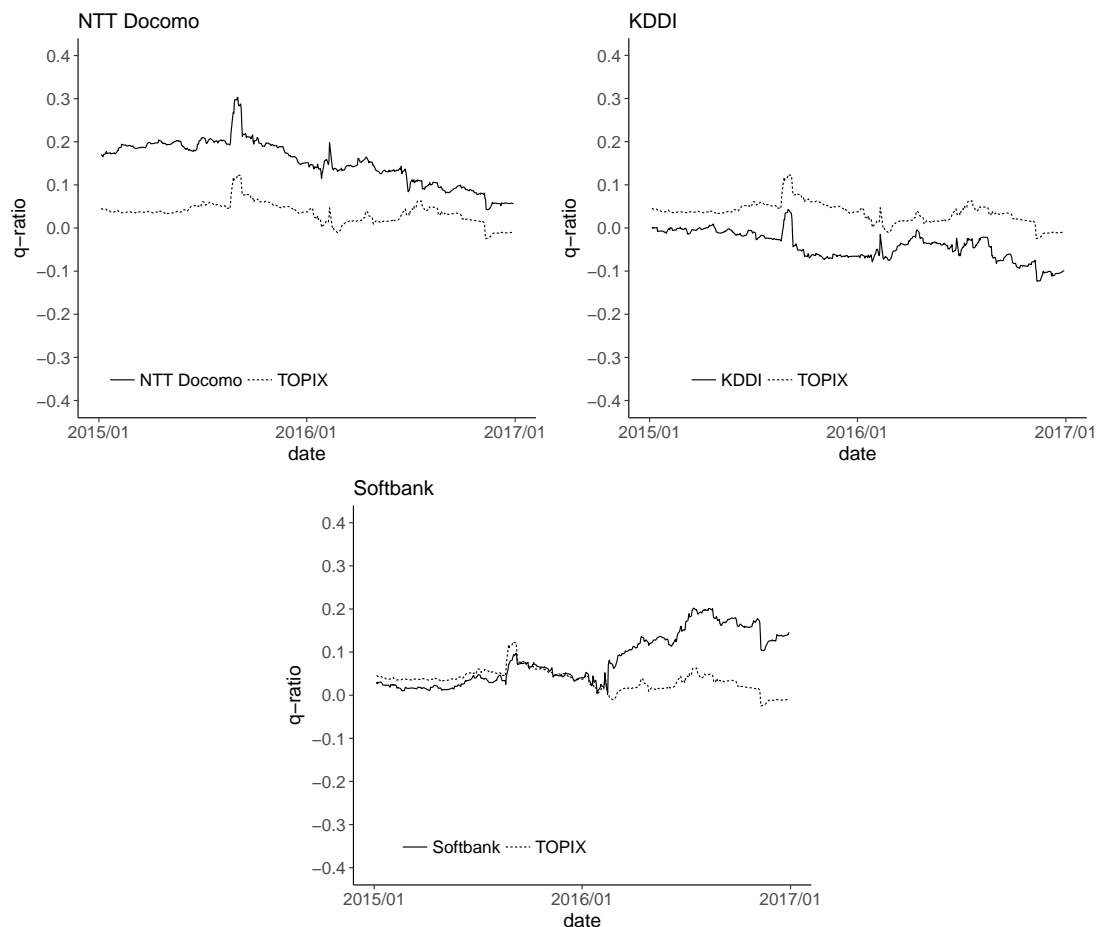 NTT Docomo
0.4
0.3
0.2
0.1
0.0
−0.1
−0.2
−0.3
−0.4
q−ratio
NTT Docomo TOPIX
2015/01 2016/01 2017/01
date
KDDI
0.4
0.3
0.2
0.1
0.0
−0.1
−0.2
−0.3
−0.4
q−ratio
KDDI TOPIX
2015/01 2016/01 2017/01
date
Softbank
0.4
0.3
0.2
0.1
0.0
−0.1
−0.2
−0.3
−0.4
q−ratio
Softbank TOPIX
2015/01 2016/01 2017/01
date